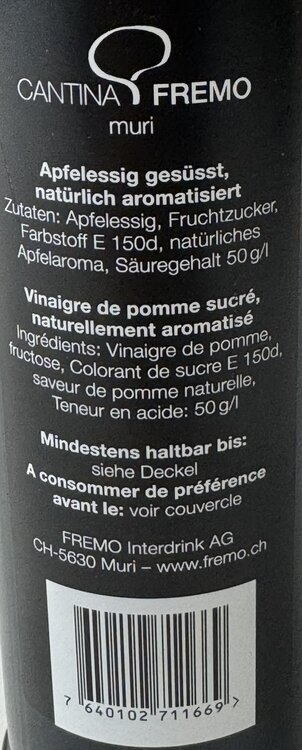 CANTINA FREMO
muri
Apfelessig gesüsst,
natürlich aromatisiert
Zutaten: Apfelessig, Fruchtzucker,
Farbstoff E 150d, natürliches
Apfelaroma, Säuregehalt 50 g/l
Vinaigre de pomme sucré,
naturellement aromatisé
Ingrédients: Vinaigre de pomme,
fructose, Colorant de sucre E 150d,
saveur de pomme naturelle,
Teneur en acide: 50 g/l
Mindestens haltbar bis:
siehe Deckel
A consommer de préférence
avant le: voir couvercle
FREMO Interdrink AG
CH-5630 Muri – www.fremo.ch
7 640102 711669 >